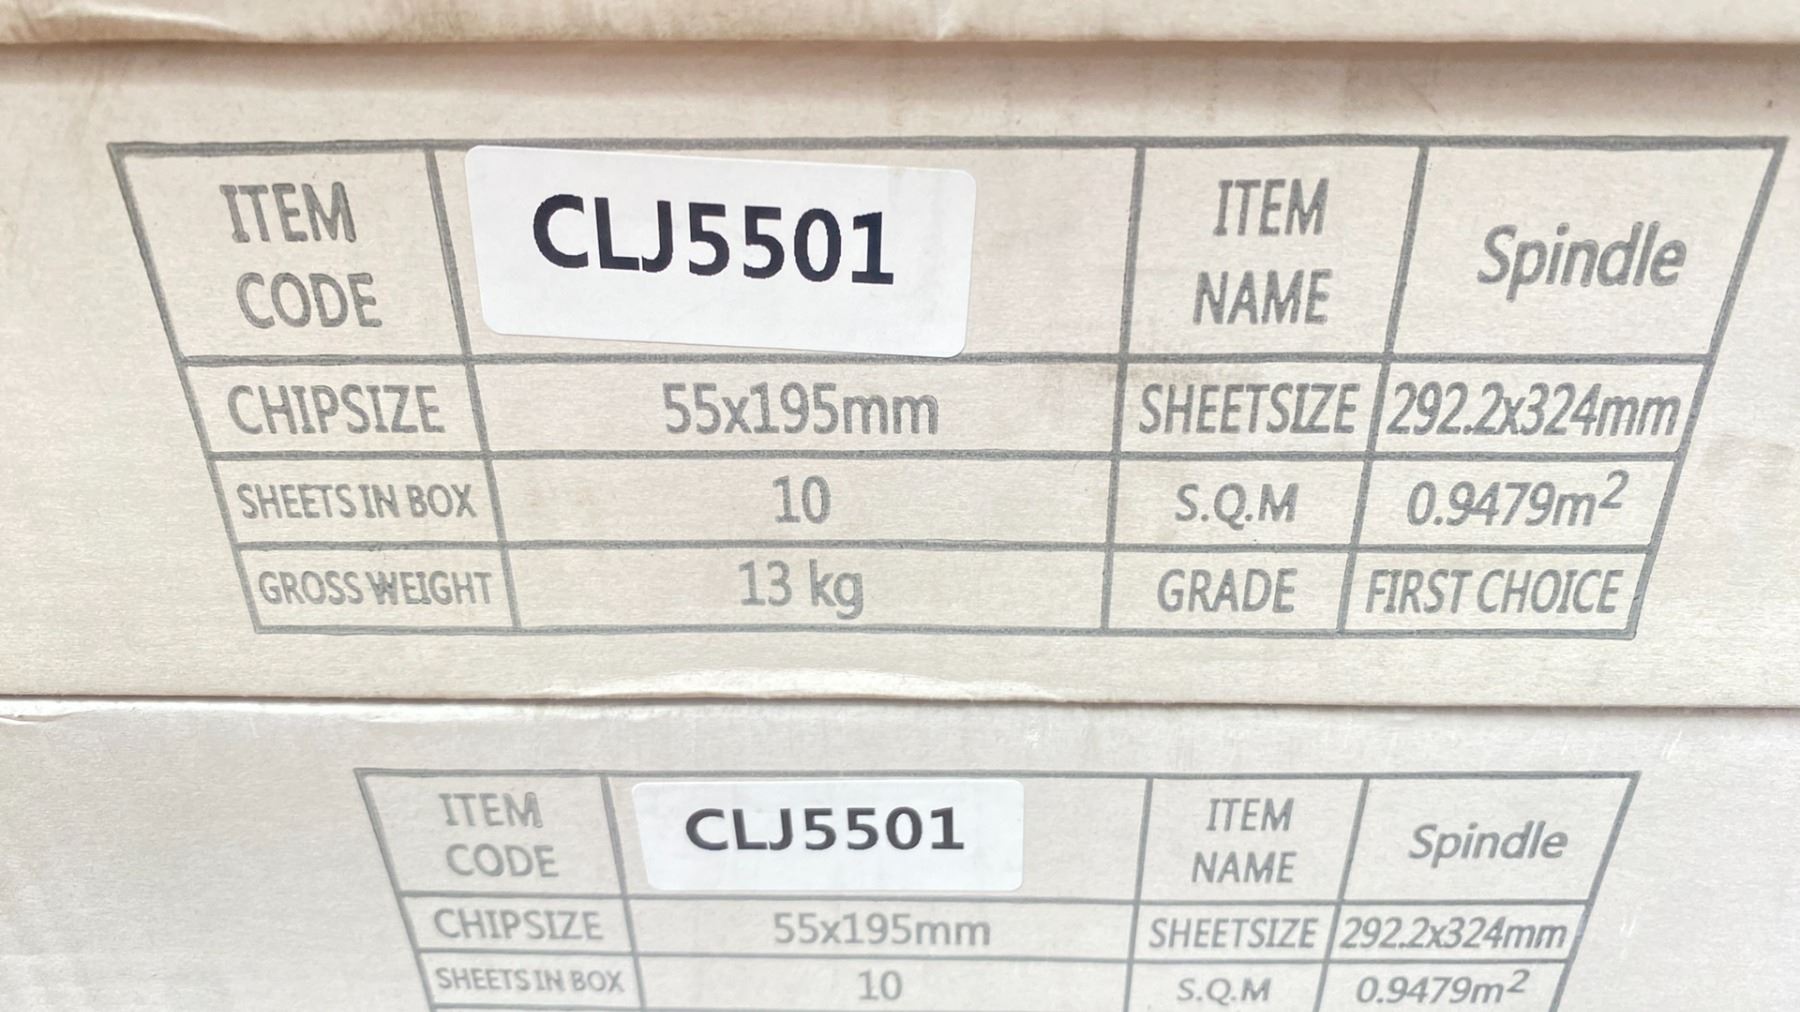 ITEM CODE CLJ5501 ITEM NAME Spindle
CHIPSIZE 55x195mm SHEETSIZE 292.2x324mm
SHEETS IN BOX 10 S.Q.M 0.9479m²
GROSS WEIGHT 13 kg GRADE FIRST CHOICE
ITEM CODE CLJ5501 ITEM NAME Spindle
CHIPSIZE 55x195mm SHEETSIZE 292.2x324mm
SHEETS IN BOX 10 S.Q.M 0.9479m²